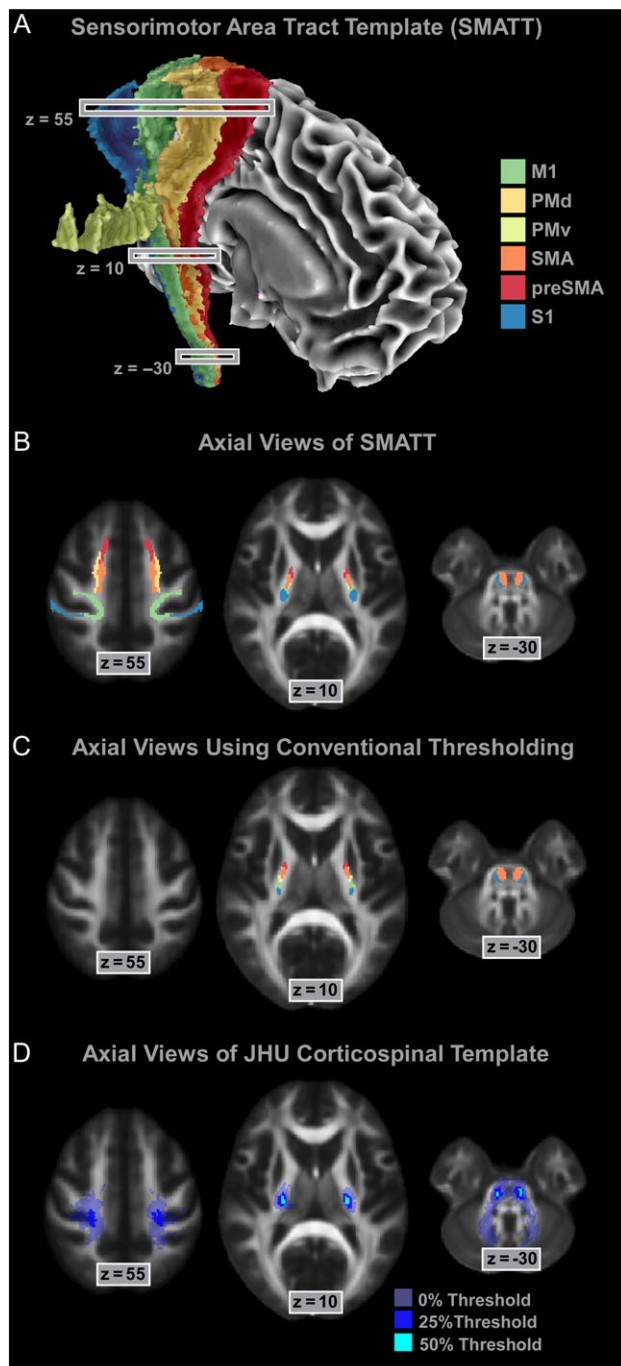 A
Sensorimotor Area Tract Template (SMATT)
z = 55
z = 10
z = –30
M1
PMd
PMv
SMA
preSMA
S1
B
Axial Views of SMATT
z = 55
z = 10
z = -30
C
Axial Views Using Conventional Thresholding
z = 55
z = 10
z = -30
D
Axial Views of JHU Corticospinal Template
z = 55
z = 10
z = -30
0% Threshold
25%Threshold
50% Threshold